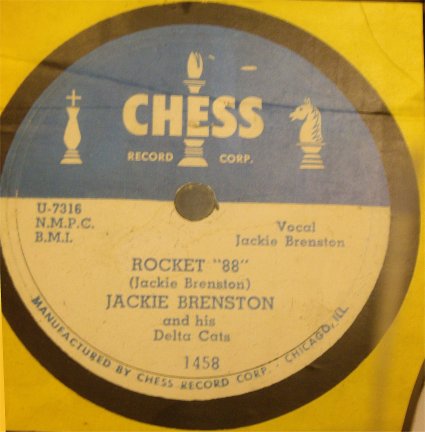 CHESS
RECORD CORP.
U-7316
N.M.P.C.
B.M.I.
Vocal
Jackie Brenston
ROCKET "88"
(Jackie Brenston)
JACKIE BRENSTON
and his
Delta Cats
1458
MANUFACTURED BY CHESS RECORD CORP. - CHICAGO, ILL.